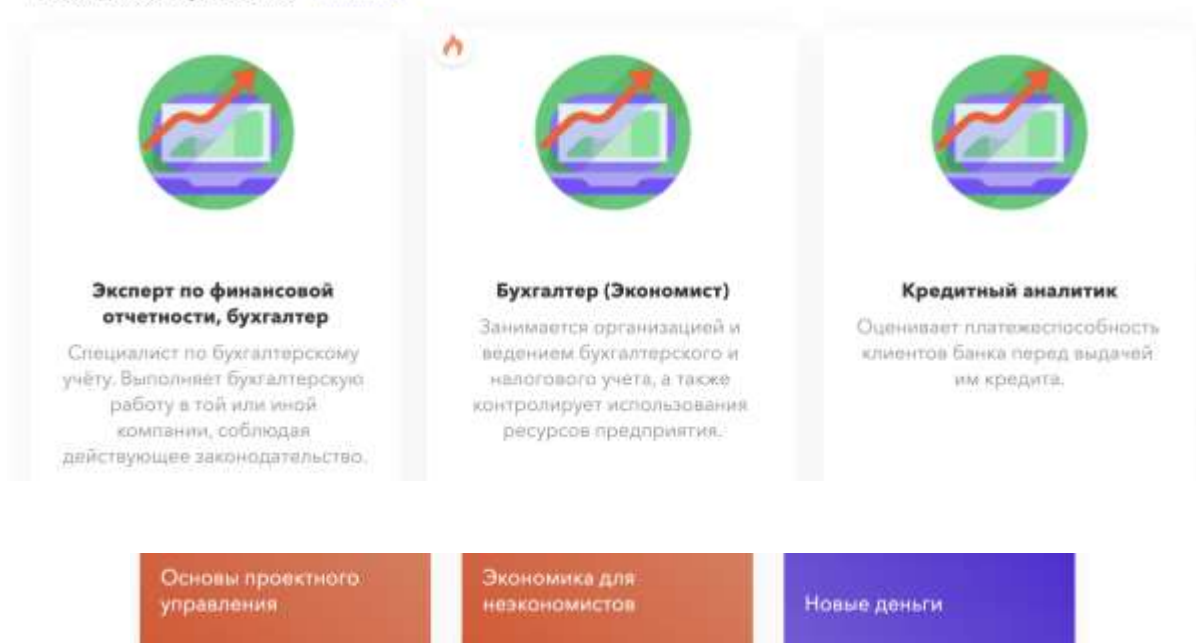 Эксперт по финансовой
отчетности, бухгалтер
Специалист по бухгалтерскому
учёту. Выполняет бухгалтерскую
работу в той или иной
компании, соблюдая
действующее законодательство.
Бухгалтер (Экономист)
Занимается организацией и
ведением бухгалтерского и
налогового учета, а также
контролирует использования
ресурсов предприятия.
Кредитный аналитик
Оценивает платежеспособность
клиентов банка перед выдачей
им кредита.
Основы проектного
управления
Экономика для
неэкономистов
Новые деньги